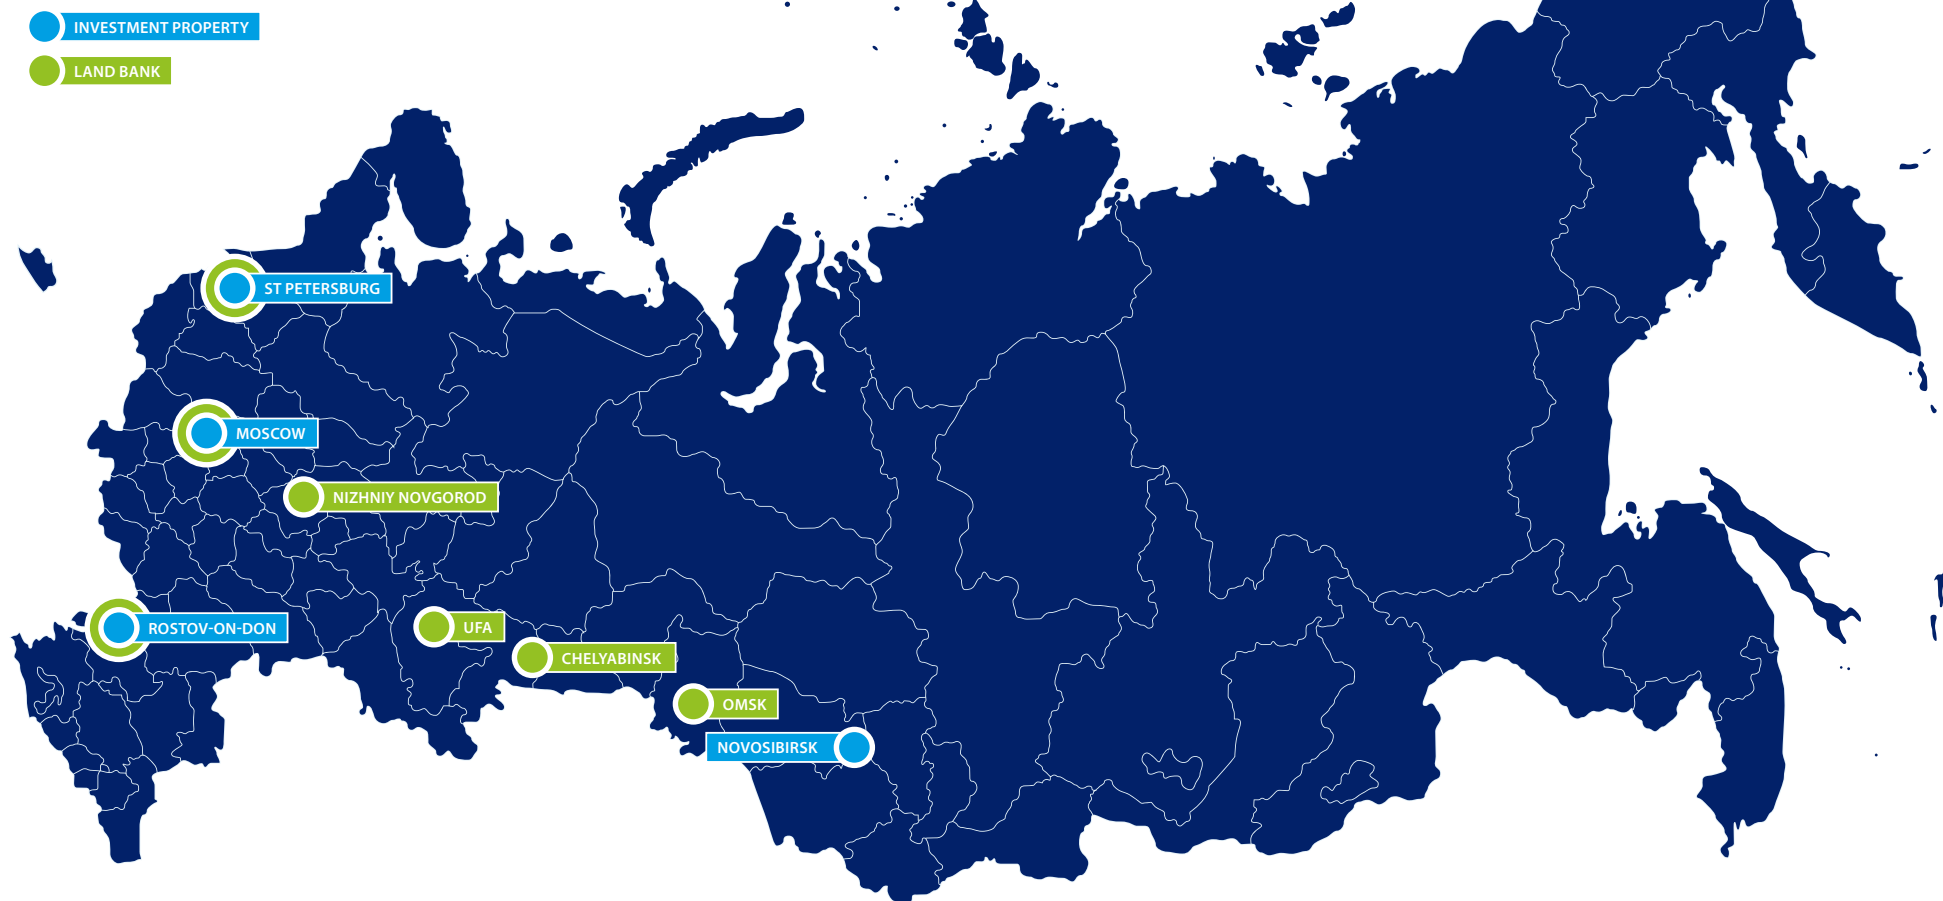 INVESTMENT PROPERTY
LAND BANK
ST PETERSBURG
MOSCOW
NIZHNIY NOVGOROD
ROSTOV-ON-DON
UFA
CHELYABINSK
OMSK
NOVOSIBIRSK